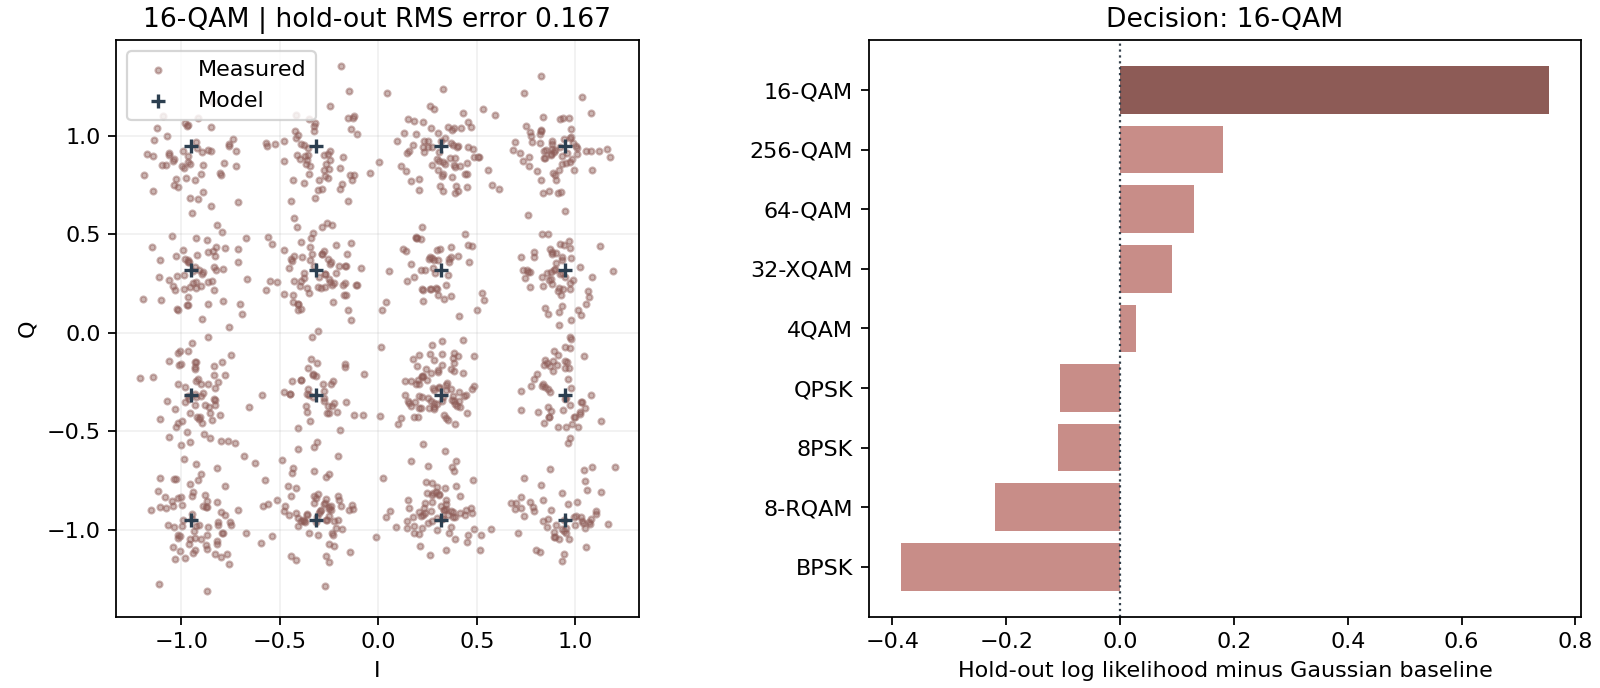 16-QAM | hold-out RMS error 0.167
Measured
Model
Q
1.0
0.5
0.0
−0.5
−1.0
−1.0
−0.5
0.0
0.5
1.0
I
Decision: 16-QAM
16-QAM
256-QAM
64-QAM
32-XQAM
4QAM
QPSK
8PSK
8-RQAM
BPSK
−0.4
−0.2
0.0
0.2
0.4
0.6
0.8
Hold-out log likelihood minus Gaussian baseline